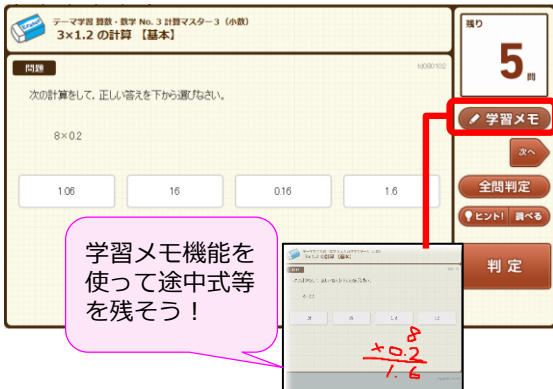 テーマ学習 算数・数学 No. 3 計算マスター3 (小数)
3×1.2 の計算 【基本】
問題
次の計算をして、正しい答えを下から選びなさい。
8×0.2
1.06
16
0.16
1.6
残り
5問
学習メモ
次へ
全問判定
ヒント! 調べる
判 定
学習メモ機能を
使って途中式等
を残そう！
8
×0.2
1.6